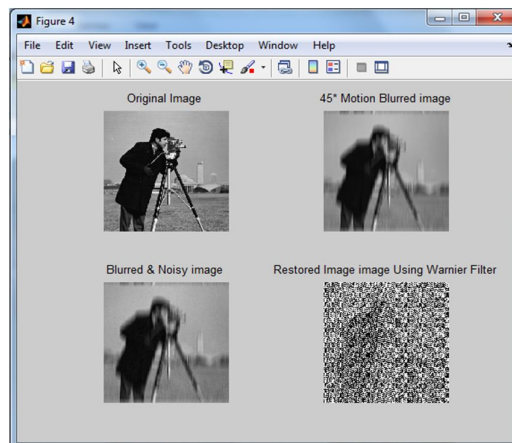 Figure 4
File Edit View Insert Tools Desktop Window Help
Original Image
45* Motion Blurred image
Blurred & Noisy image
Restored Image image Using Warnier Filter